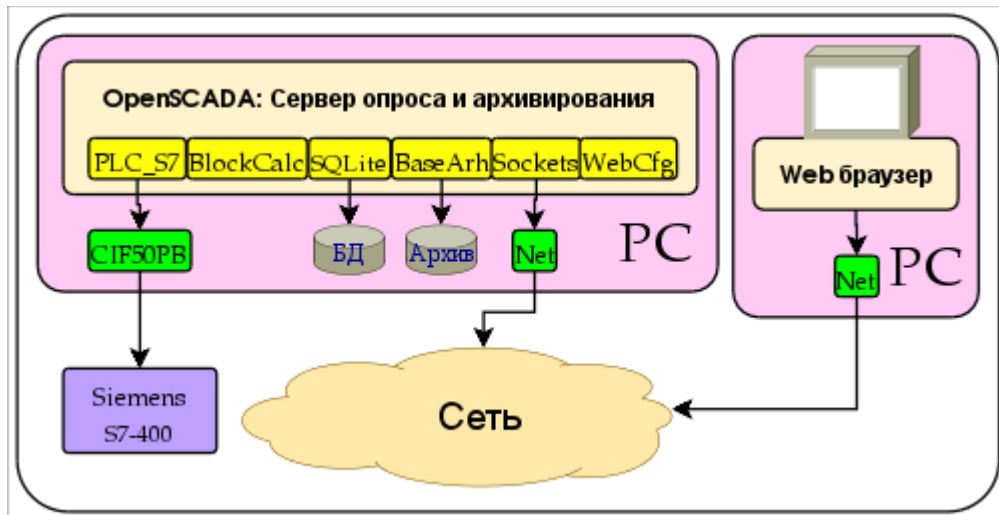 OpenSCADA: Сервер опроса и архивирования
PLC_S7 BlockCalc SQLite BaseArh Sockets WebCfg
CIF50PB
БД
Архив
Net
PC
Siemens
S7-400
Сеть
Web браузер
Net
PC